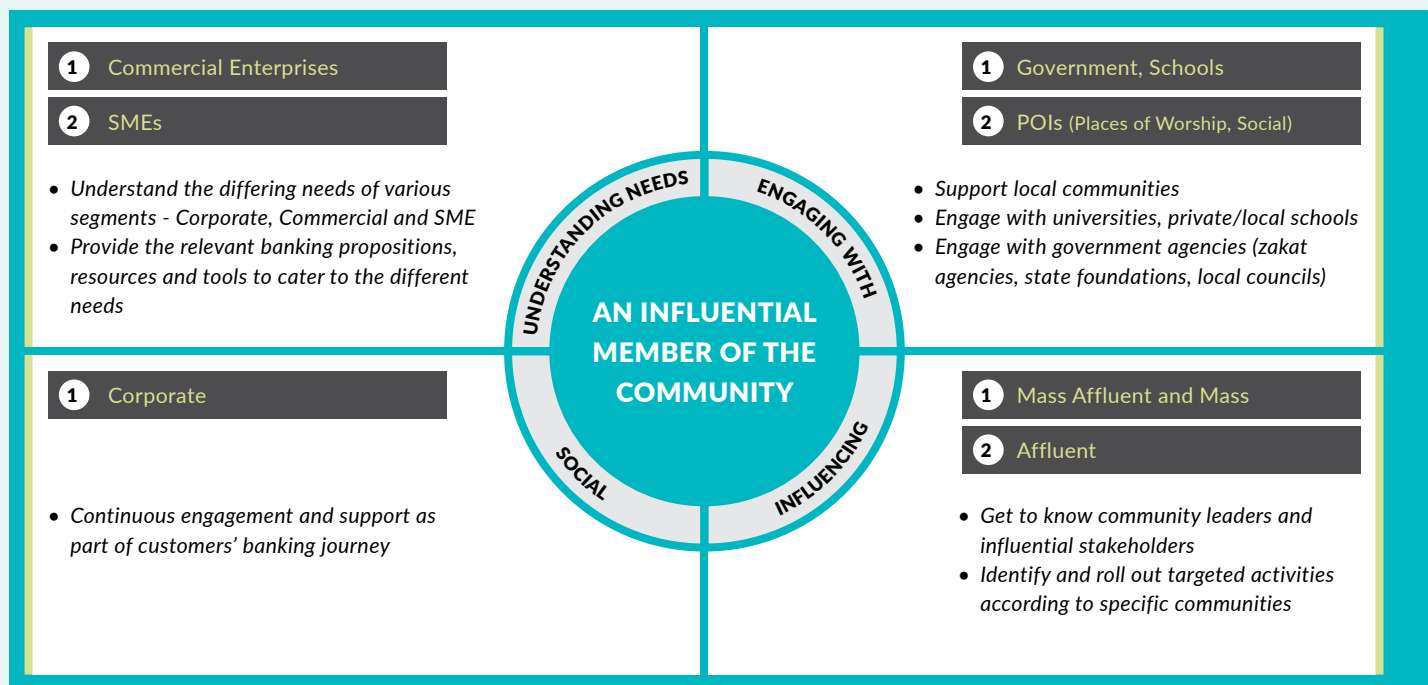 1 Commercial Enterprises
2 SMEs
• Understand the differing needs of various
segments - Corporate, Commercial and SME
• Provide the relevant banking propositions,
resources and tools to cater to the different
needs
1 Government, Schools
2 POIs (Places of Worship, Social)
• Support local communities
• Engage with universities, private/local schools
• Engage with government agencies (zakat
agencies, state foundations, local councils)
UNDERSTANDING NEEDS
ENGAGING WITH
AN INFLUENTIAL
MEMBER OF THE
COMMUNITY
SOCIAL
INFLUENCING
1 Corporate
• Continuous engagement and support as
part of customers’ banking journey
1 Mass Affluent and Mass
2 Affluent
• Get to know community leaders and
influential stakeholders
• Identify and roll out targeted activities
according to specific communities